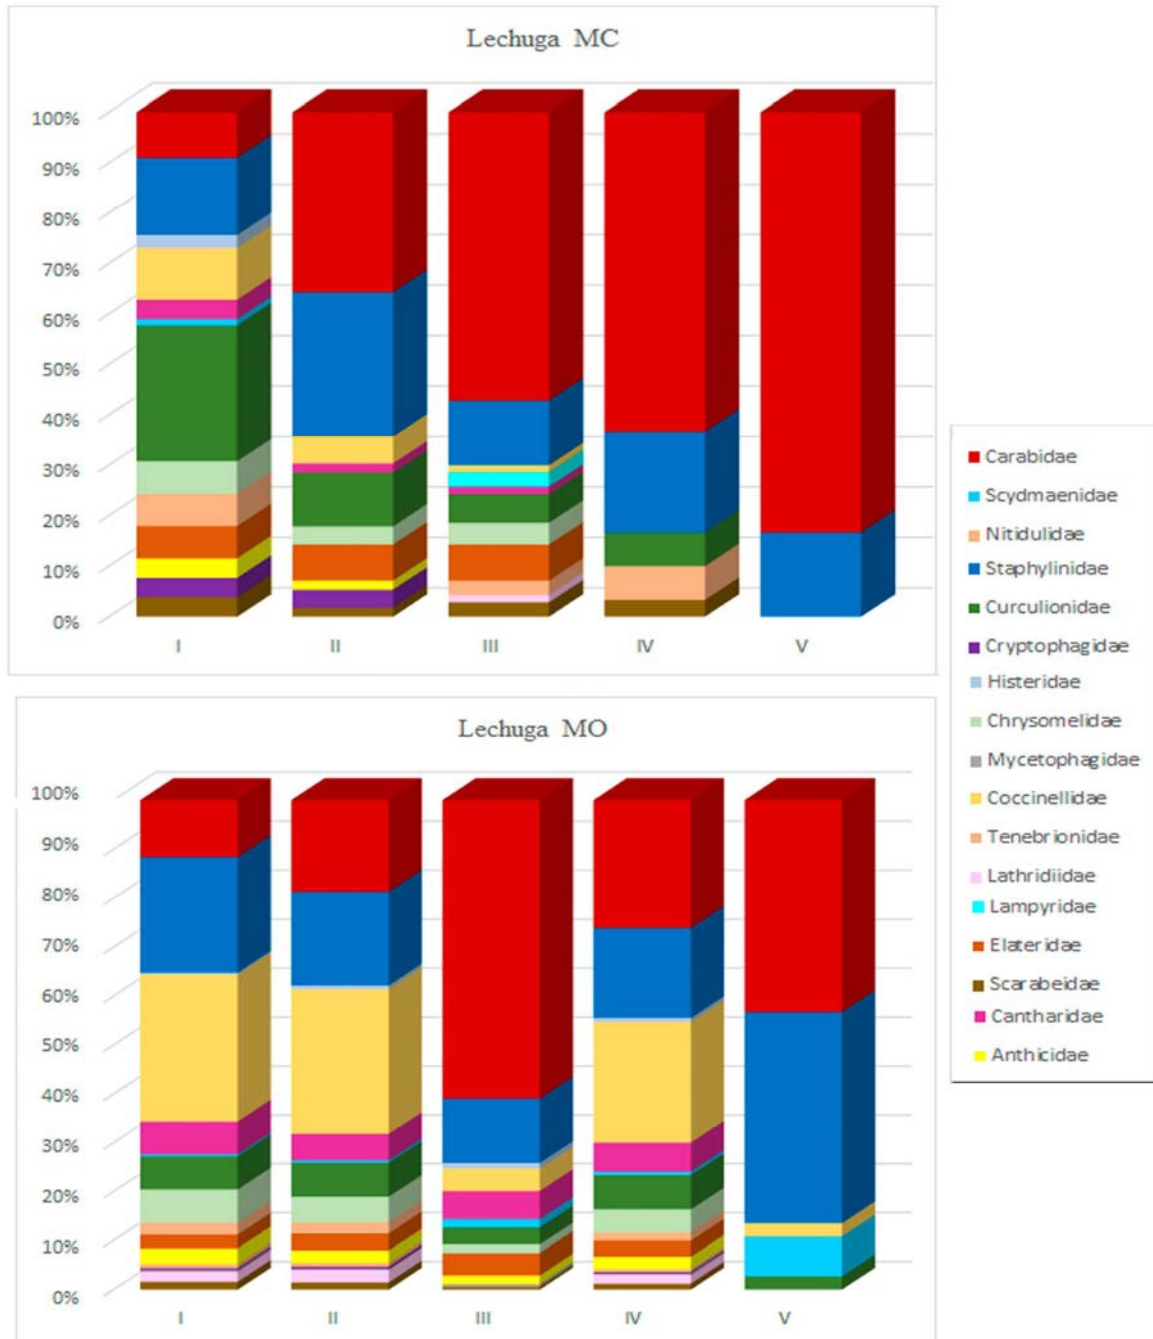 Lechuga MC
100%
90%
80%
70%
60%
50%
40%
30%
20%
10%
0%
I II III IV V
Carabidae
Scydmaenidae
Nitidulidae
Staphylinidae
Curculionidae
Cryptophagidae
Histeridae
Chrysomelidae
Mycetophagidae
Coccinellidae
Tenebrionidae
Lathridiidae
Lampyridae
Elateridae
Scarabeidae
Cantharidae
Anthicidae
Lechuga MO
100%
90%
80%
70%
60%
50%
40%
30%
20%
10%
0%
I II III IV V